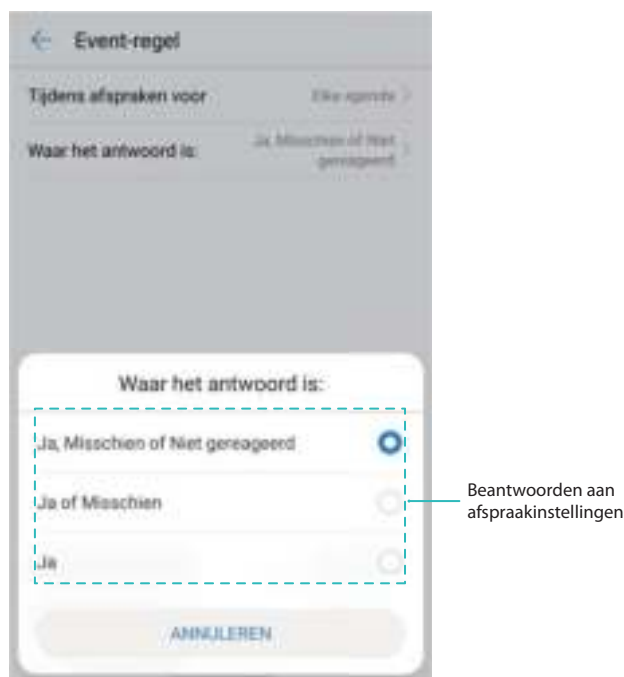 Event-regel
Tijdens afspraken voor
Elke agenda
Waar het antwoord is:
Ja, Misschien of Niet
gereageerd
Waar het antwoord is:
Ja, Misschien of Niet gereageerd
Ja of Misschien
Ja
ANNULEREN
Beantwoorden aan
afspraakinstellingen